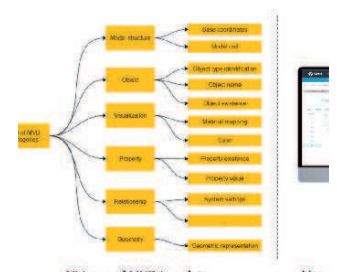 Model structure
Base coordinates
Model unit
Object
Object type identification
Object name
Object existence
Visualization
Material mapping
Color
Property
Property existence
Property value
Relationship
System settings
...
Geometry
Geometric representation